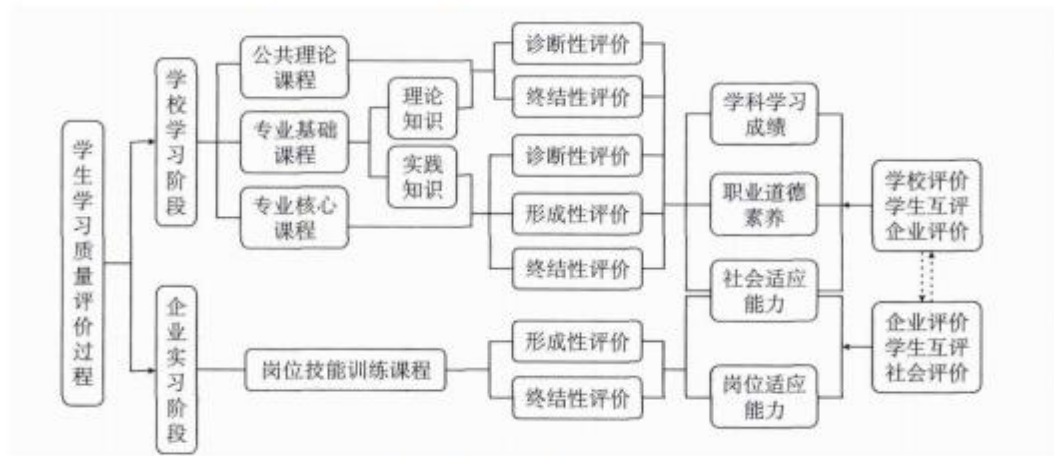 学生学习质量评价过程
学校学习阶段
企业实习阶段
公共理论
课程
专业基础
课程
专业核心
课程
理论
知识
实践
知识
岗位技能训练课程
诊断性评价
终结性评价
诊断性评价
形成性评价
终结性评价
形成性评价
终结性评价
学科学习
成绩
职业道德
素养
社会适应
能力
岗位适应
能力
学校评价
学生互评
企业评价
企业评价
学生互评
社会评价